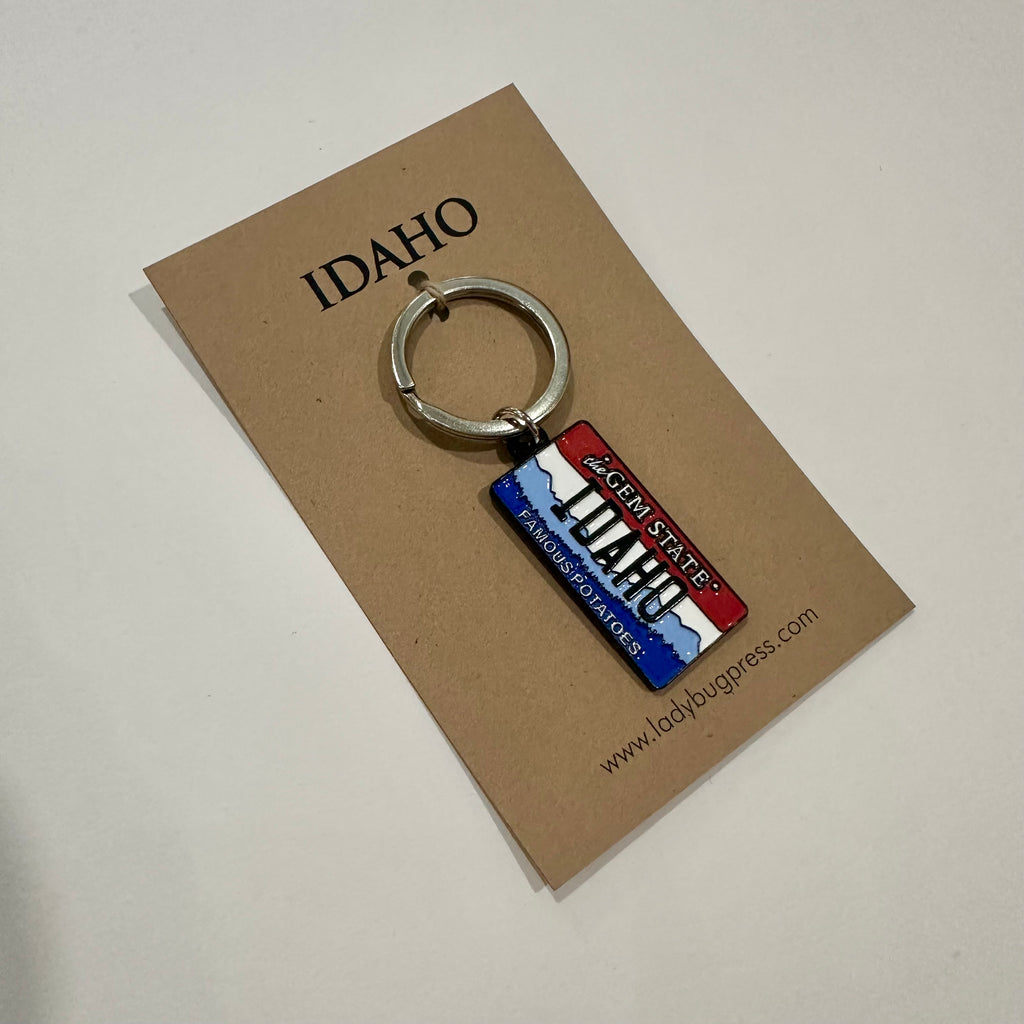 IDAHO
the GEM STATE
IDAHO
FAMOUS POTATOES
www.ladybugpress.com